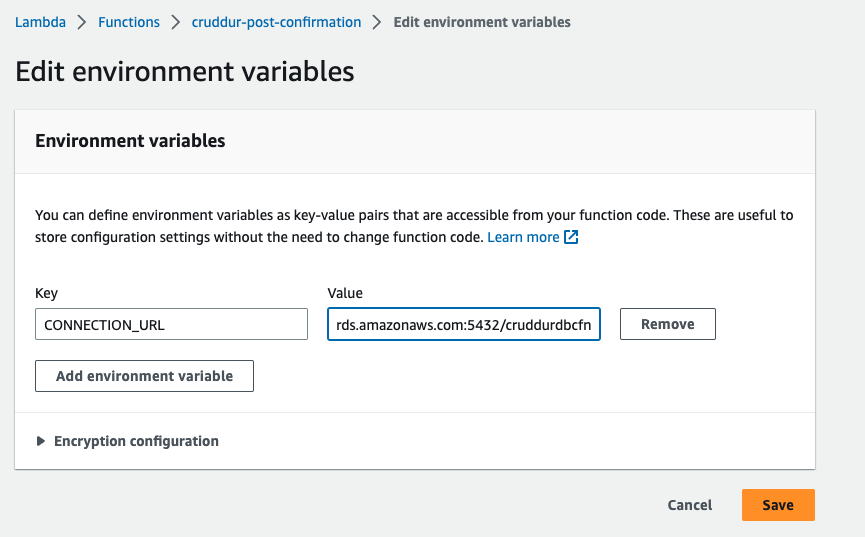 Lambda > Functions > cruddur-post-confirmation > Edit environment variables
Edit environment variables
Environment variables
You can define environment variables as key-value pairs that are accessible from your function code. These are useful to
store configuration settings without the need to change function code. Learn more
Key Value
CONNECTION_URL rds.amazonaws.com:5432/cruddurdbcfn Remove
Add environment variable
Encryption configuration
Cancel Save